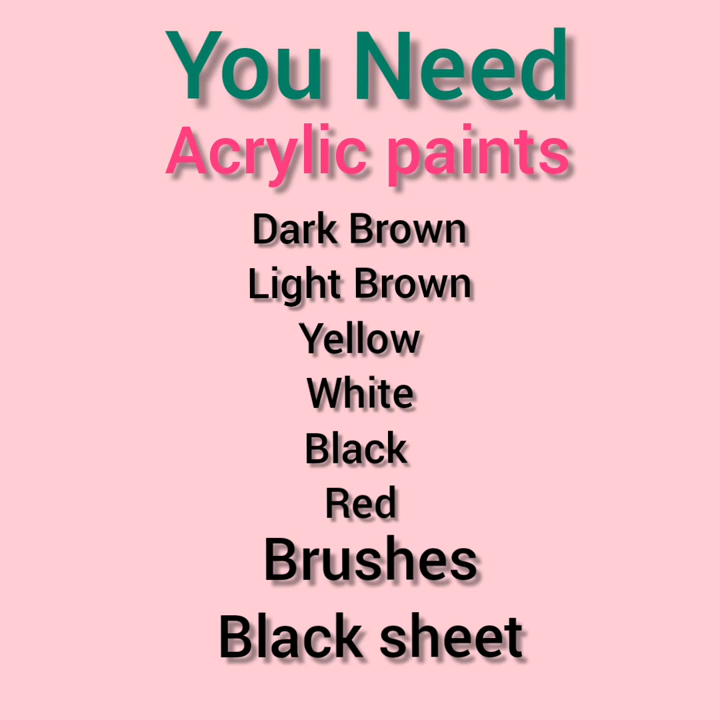 You Need
Acrylic paints
Dark Brown
Light Brown
Yellow
White
Black
Red
Brushes
Black sheet